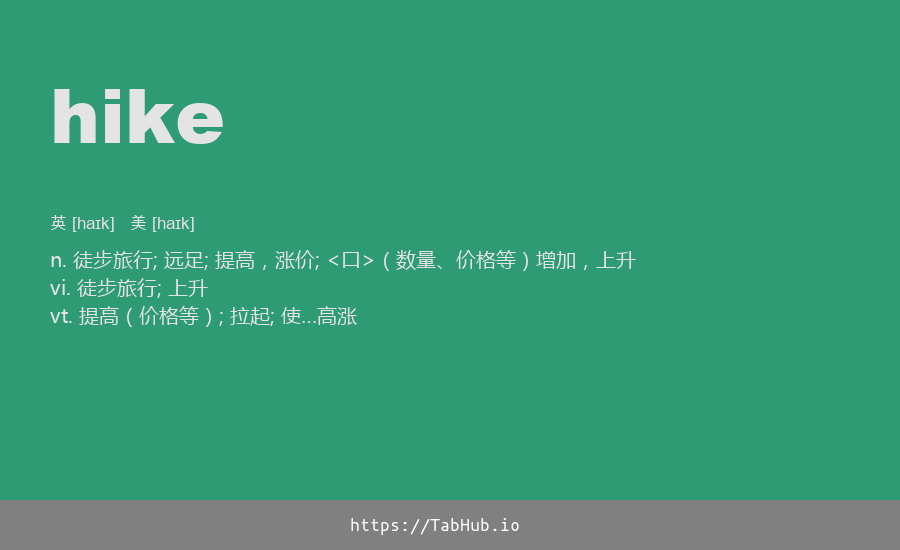 hike
英 [haɪk] 美 [haɪk]
n. 徒步旅行; 远足; 提高，涨价; <口>（数量、价格等）增加，上升
vi. 徒步旅行; 上升
vt. 提高（价格等）; 拉起; 使…高涨
https://TabHub.io